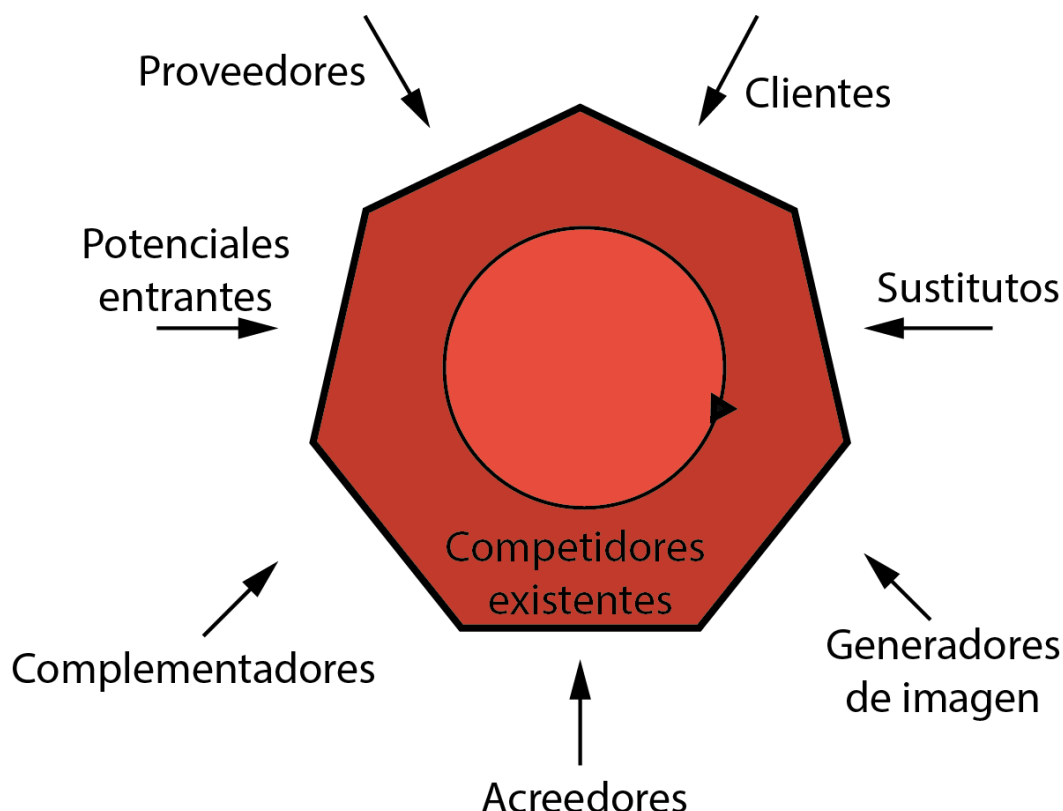 Proveedores
Clientes
Potenciales
entrantes
Sustitutos
Competidores
existentes
Complementadores
Generadores
de imagen
Acreedores